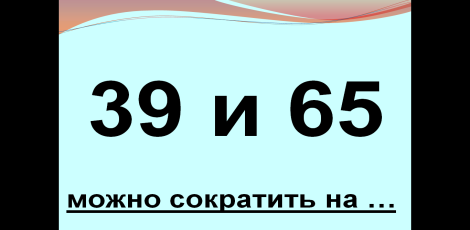 39 и 65
можно сократить на ...